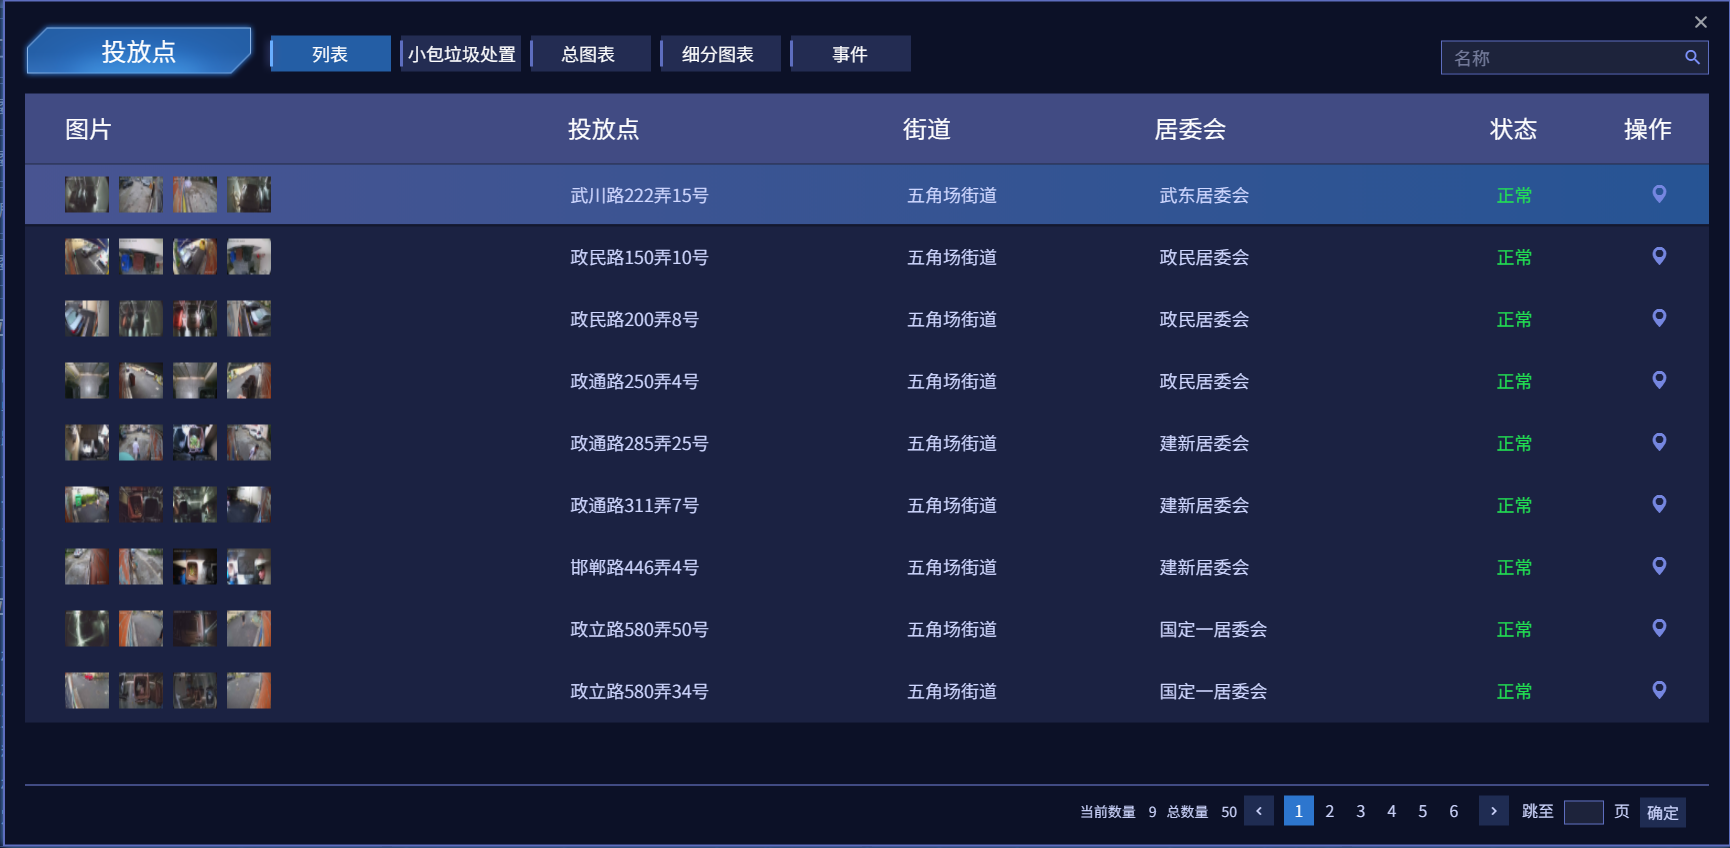 投放点
列表 小包垃圾处置 总图表 细分图表 事件
名称
图片 投放点 街道 居委会 状态 操作
武川路222弄15号 五角场街道 武东居委会 正常
政民路150弄10号 五角场街道 政民居委会 正常
政民路200弄8号 五角场街道 政民居委会 正常
政通路250弄4号 五角场街道 政民居委会 正常
政通路285弄25号 五角场街道 建新居委会 正常
政通路311弄7号 五角场街道 建新居委会 正常
邯郸路446弄4号 五角场街道 建新居委会 正常
政立路580弄50号 五角场街道 国定一居委会 正常
政立路580弄34号 五角场街道 国定一居委会 正常
当前数量 9 总数量 50 1 2 3 4 5 6 跳至 页 确定